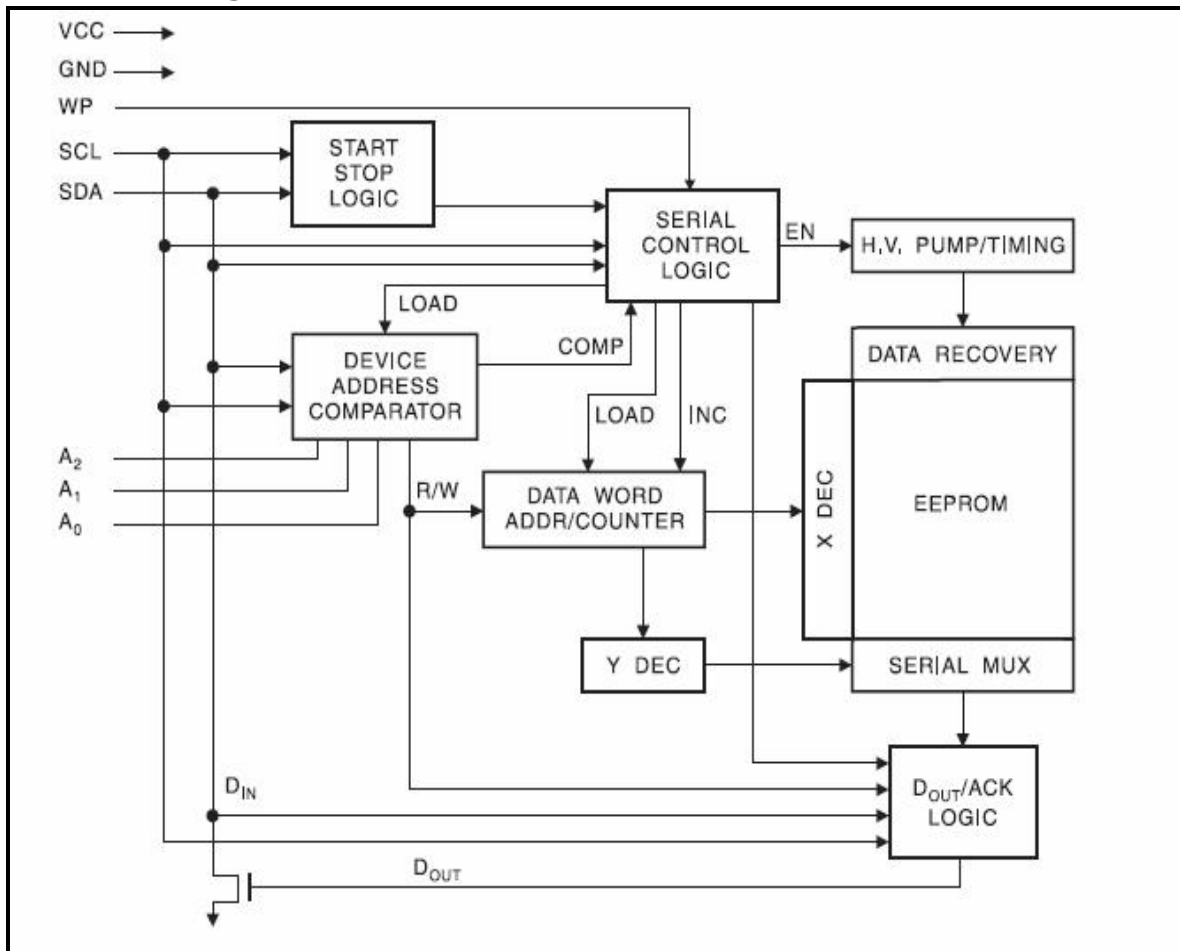 VCC
GND
WP
SCL
SDA
START
STOP
LOGIC
SERIAL
CONTROL
LOGIC
EN
H.V. PUMP/TIMING
LOAD
COMP
DEVICE
ADDRESS
COMPARATOR
DATA RECOVERY
LOAD
INC
A2
A1
A0
R/W
DATA WORD
ADDR/COUNTER
X DEC
EEPROM
Y DEC
SERIAL MUX
DIN
DOUT/ACK
LOGIC
DOUT